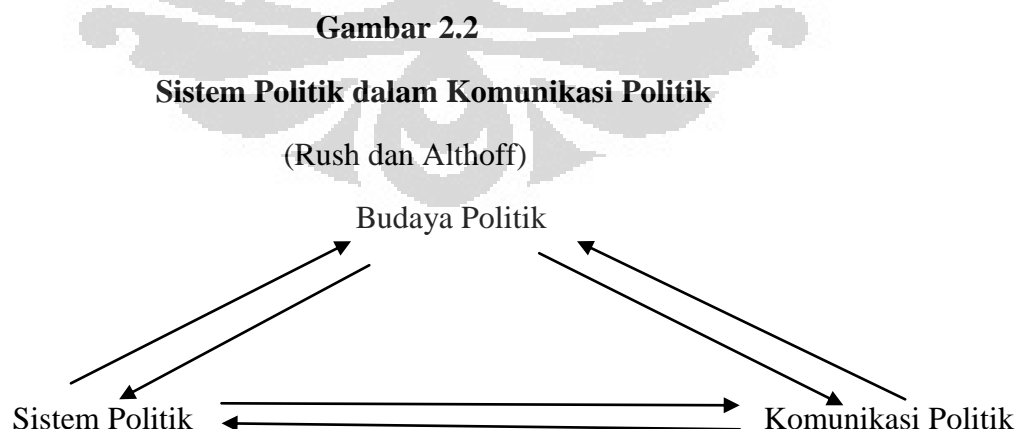 Gambar 2.2
Sistem Politik dalam Komunikasi Politik
(Rush dan Althoff)
Budaya Politik
Sistem Politik
Komunikasi Politik